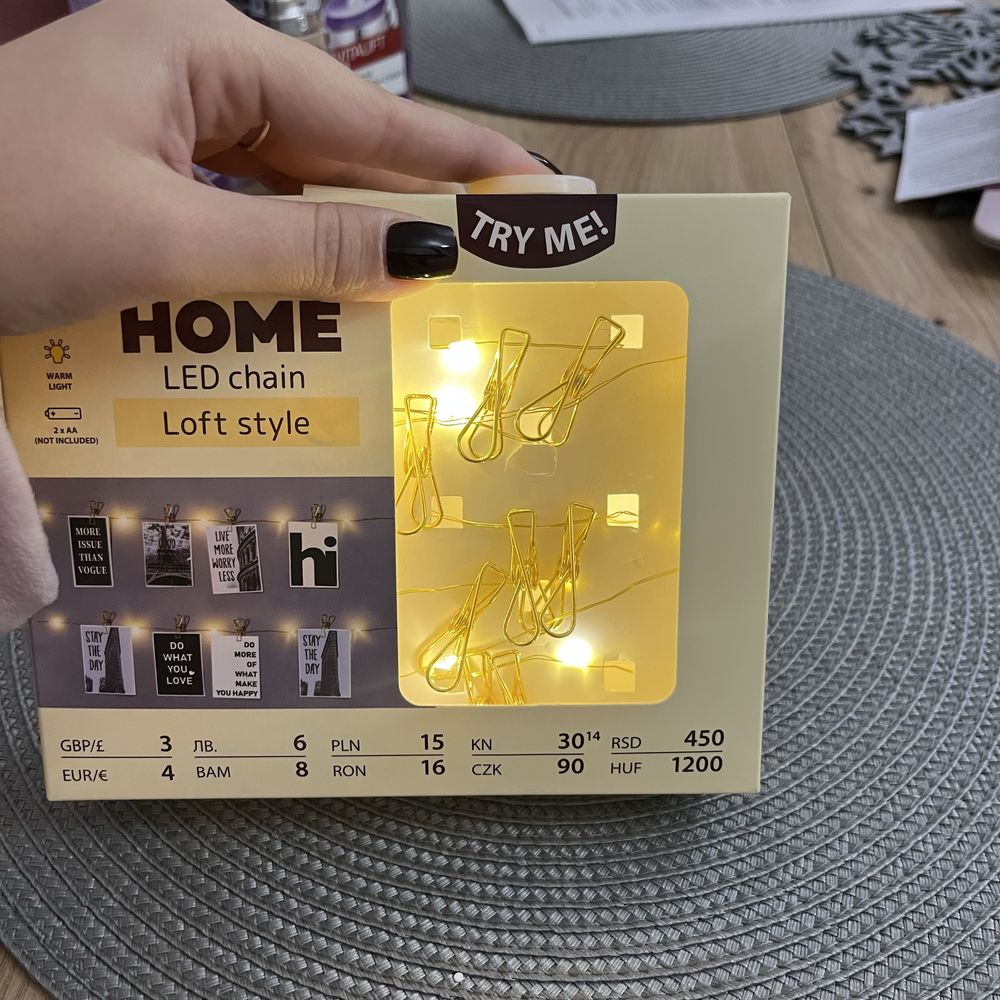 VITALIFT
TRY ME!
HOME
LED chain
Loft style
WARM
LIGHT
2 x AA
(NOT INCLUDED)
MORE
ISSUE
THAN
VOGUE
LIVE
MORE
WORRY
LESS
hi
STAY
THE
DAY
DO
WHAT
YOU
LOVE
DO
MORE
OF
WHAT
MAKE
YOU HAPPY
STAY
THE
DAY
GBP/£ 3 ЛВ. 6 PLN 15 KN 30¹⁴ RSD 450
EUR/€ 4 BAM 8 RON 16 CZK 90 HUF 1200